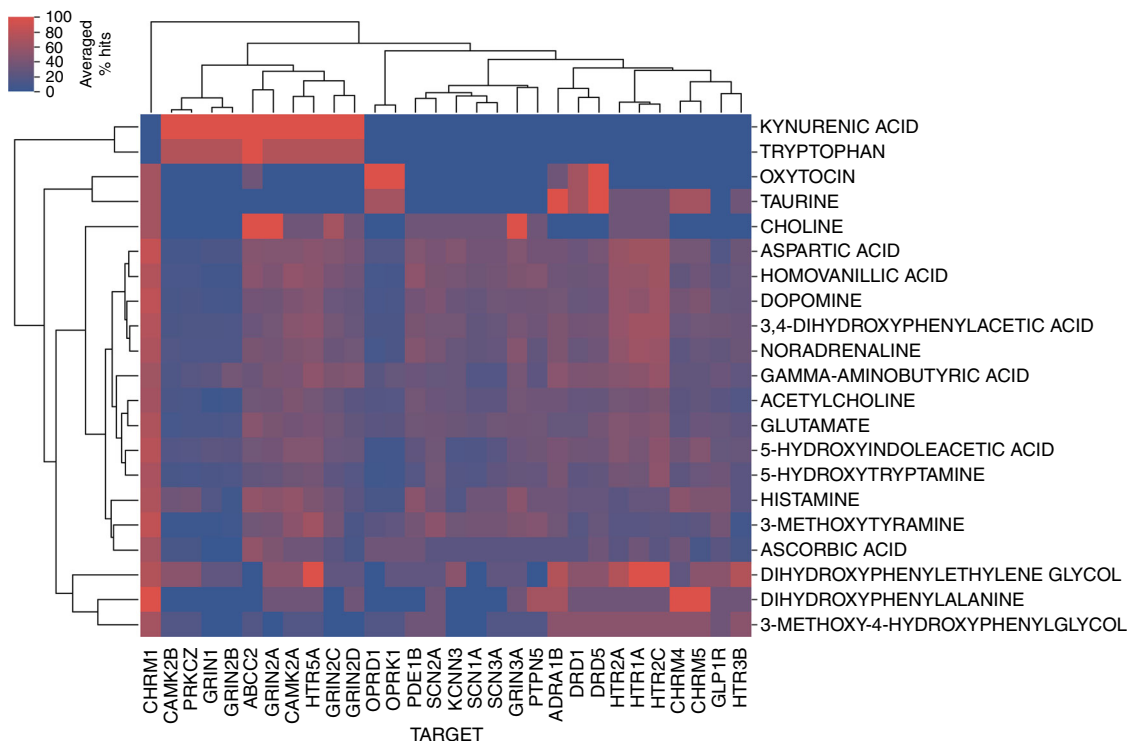 100
80
60
40
20
0
Averaged
% hits
KYNURENIC ACID
TRYPTOPHAN
OXYTOCIN
TAURINE
CHOLINE
ASPARTIC ACID
HOMOVANILLIC ACID
DOPOMINE
3,4-DIHYDROXYPHENYLACETIC ACID
NORADRENALINE
GAMMA-AMINOBUTYRIC ACID
ACETYLCHOLINE
GLUTAMATE
5-HYDROXYINDOLEACETIC ACID
5-HYDROXYTRYPTAMINE
HISTAMINE
3-METHOXYTYRAMINE
ASCORBIC ACID
DIHYDROXYPHENYLETHYLENE GLYCOL
DIHYDROXYPHENYLALANINE
3-METHOXY-4-HYDROXYPHENYLGLYCOL
CHRM1
CAMK2B
PRKCZ
GRIN1
GRIN2B
ABCC2
GRIN2A
CAMK2A
HTR5A
GRIN2C
GRIN2D
OPRD1
OPRK1
PDE1B
SCN2A
KCNN3
SCN1A
SCN3A
GRIN3A
PTPN5
ADRA1B
DRD1
DRD5
HTR2A
HTR1A
HTR2C
CHRM4
CHRM5
GLP1R
HTR3B
TARGET